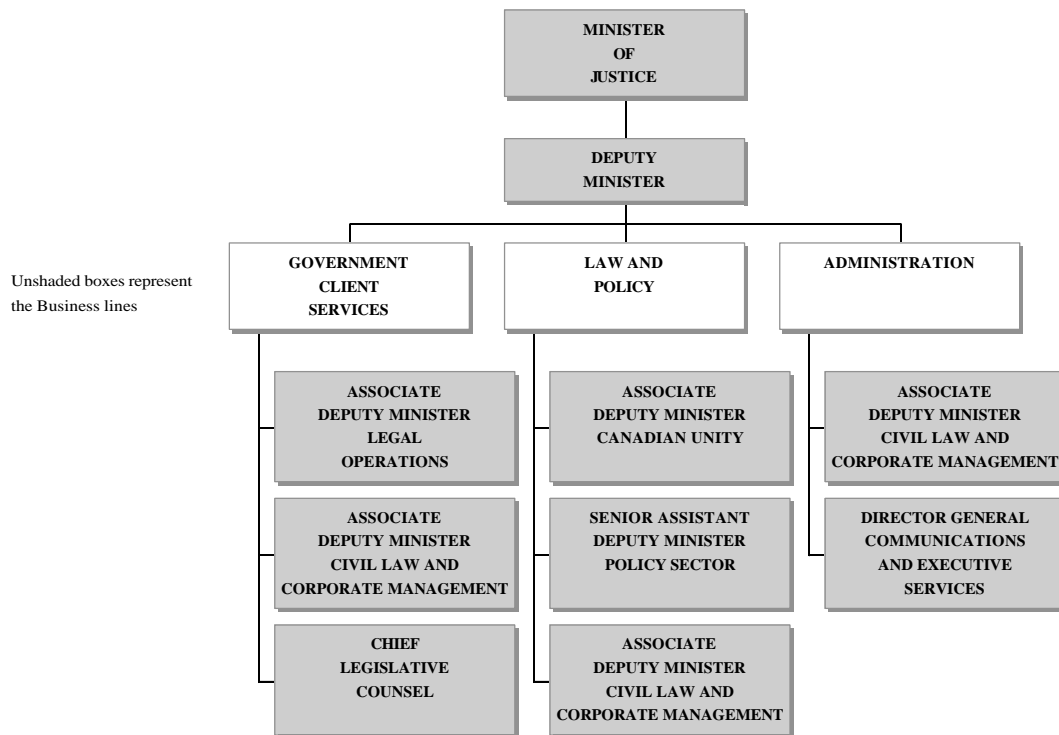 MINISTER
OF
JUSTICE
DEPUTY
MINISTER
Unshaded boxes represent
the Business lines
GOVERNMENT
CLIENT
SERVICES
LAW AND
POLICY
ADMINISTRATION
ASSOCIATE
DEPUTY MINISTER
LEGAL
OPERATIONS
ASSOCIATE
DEPUTY MINISTER
CANADIAN UNITY
ASSOCIATE
DEPUTY MINISTER
CIVIL LAW AND
CORPORATE MANAGEMENT
ASSOCIATE
DEPUTY MINISTER
CIVIL LAW AND
CORPORATE MANAGEMENT
SENIOR ASSISTANT
DEPUTY MINISTER
POLICY SECTOR
DIRECTOR GENERAL
COMMUNICATIONS
AND EXECUTIVE
SERVICES
CHIEF
LEGISLATIVE
COUNSEL
ASSOCIATE
DEPUTY MINISTER
CIVIL LAW AND
CORPORATE MANAGEMENT